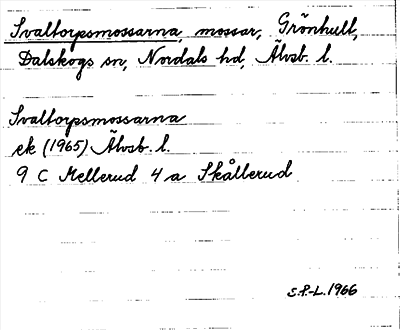 Svaltorpsmossarna, mossar, Grönhult,
Dalskogs sn, Nordals hd, Älvsb. l.
Svaltorpsmossarna
ek (1965) Älvsb. l.
9 C Mellerud 4 a Skållerud
E.P-L. 1966